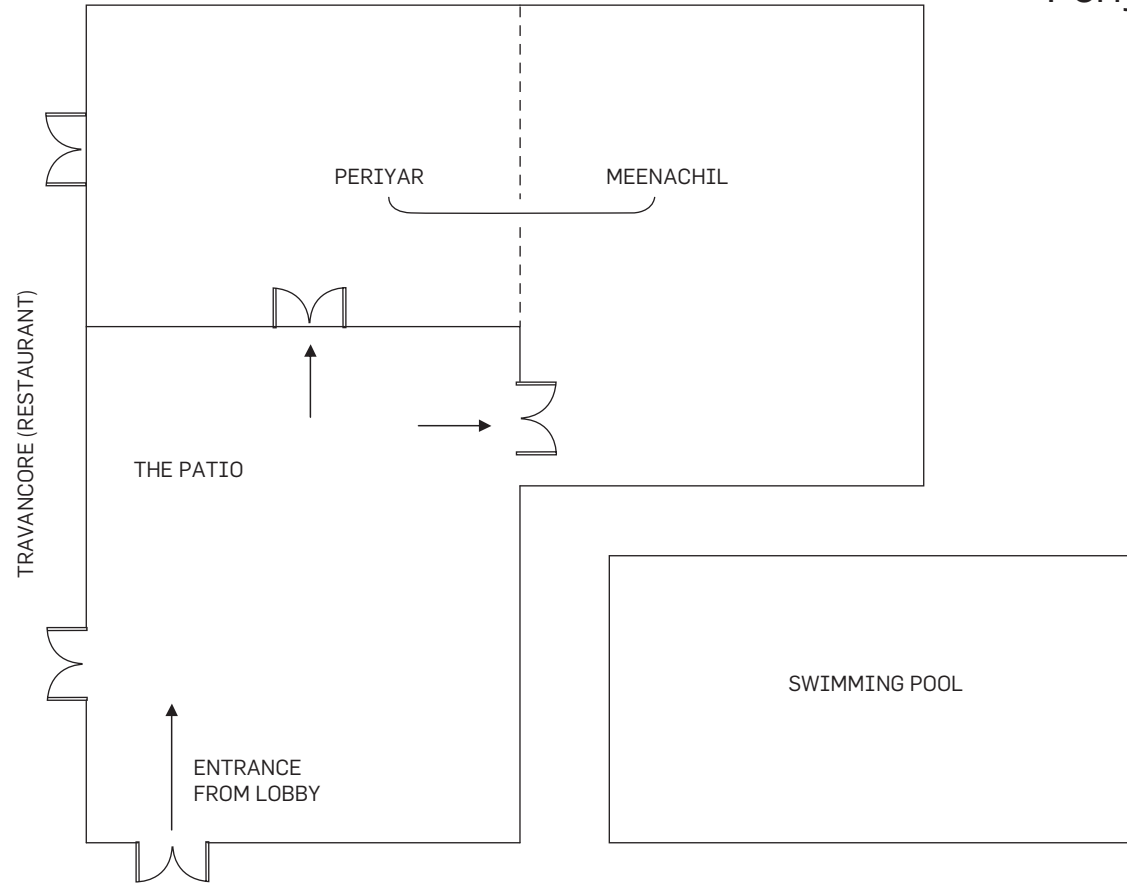 PERIYAR
MEENACHIL
TRAVANCORE (RESTAURANT)
THE PATIO
SWIMMING POOL
ENTRANCE
FROM LOBBY